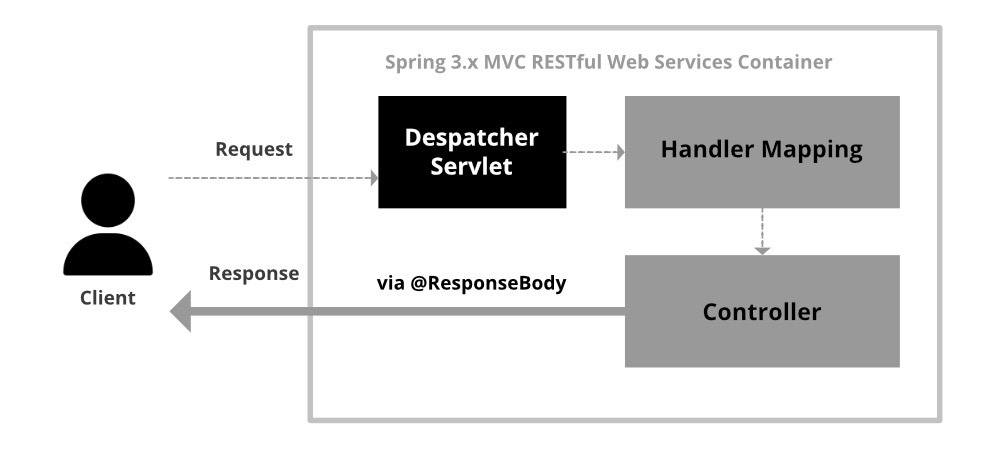 Spring 3.x MVC RESTful Web Services Container
Request
Despatcher
Servlet
Handler Mapping
Client
Response
via @ResponseBody
Controller